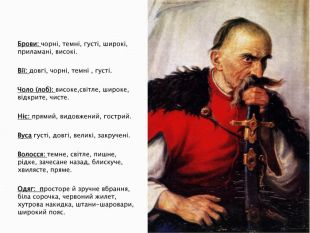 Брови: чорні, темні, густі, широкі,
приламані, високі.
Вії: довгі, чорні, темні , густі.
Чоло (лоб): високе,світле, широке,
відкрите, чисте.
Ніс: прямий, видовжений, гострий.
Вуса густі, довгі, великі, закручені.
Волосся: темне, світле, пишне,
рідке, зачесане назад, блискуче,
хвилясте, пряме.
Одяг: просторе й зручне вбрання,
біла сорочка, червоний жилет,
хутрова накидка, штани-шаровари,
широкий пояс.